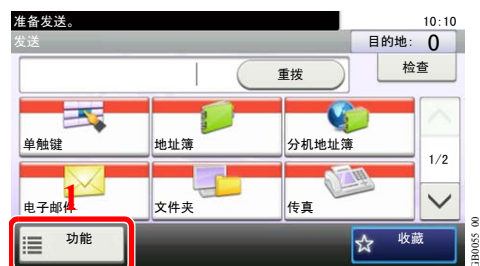 准备发送。 10:10
发送 目的地: 0
重拨 检查
单触键 地址簿 分机地址簿
1/2
电子邮件 文件夹 传真
1
功能 收藏
GB0055_00